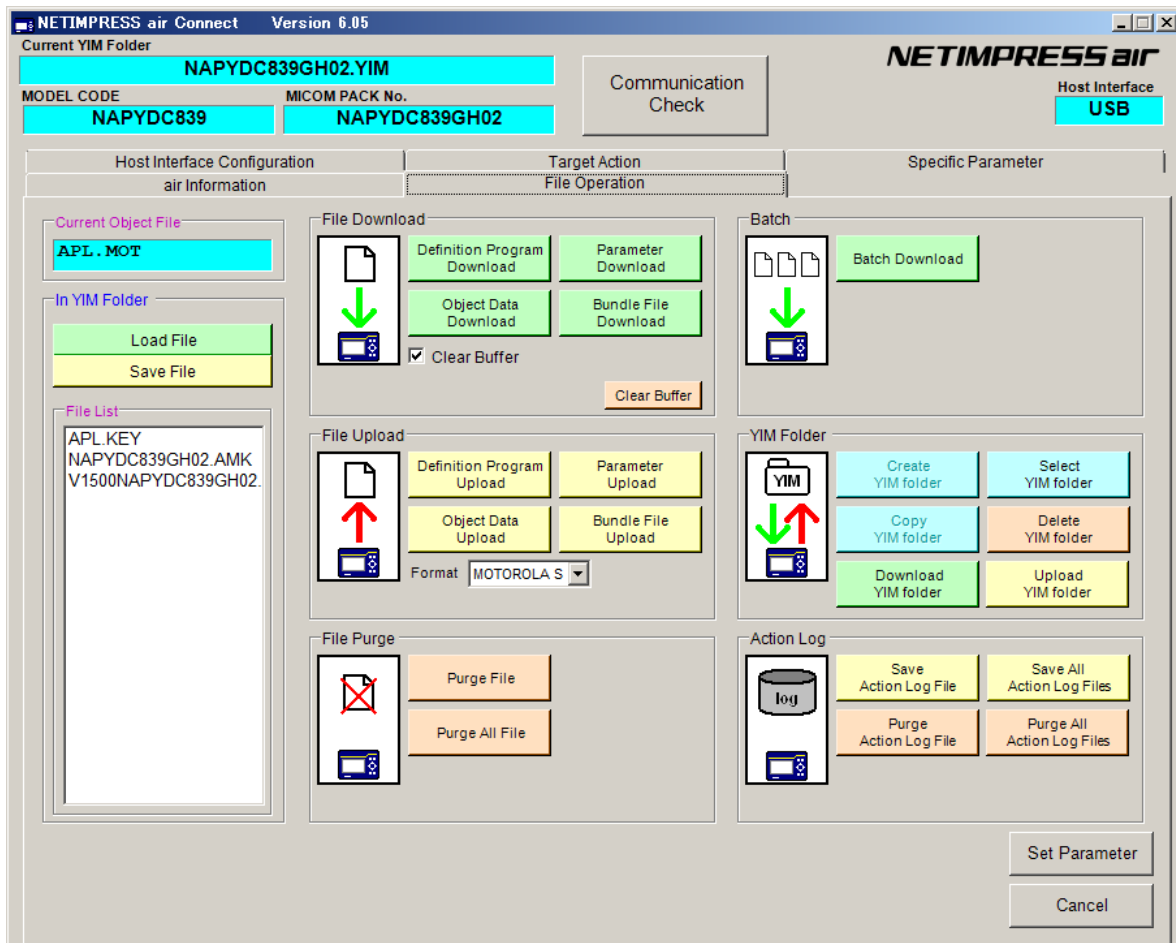 NETIMPRESS air Connect Version 6.05
Current YIM Folder
NAPYDC839GH02.YIM
MODEL CODE
MICOM PACK No.
NAPYDC839
NAPYDC839GH02
Communication
Check
NETIMPRESS air
Host Interface
USB
Host Interface Configuration
Target Action
Specific Parameter
air Information
File Operation
Current Object File
APL.MOT
In YIM Folder
Load File
Save File
File List
APL.KEY
NAPYDC839GH02.AMK
V1500NAPYDC839GH02.
File Download
Definition Program
Download
Parameter
Download
Object Data
Download
Bundle File
Download
Clear Buffer
Clear Buffer
Batch
Batch Download
File Upload
Definition Program
Upload
Parameter
Upload
Object Data
Upload
Bundle File
Upload
Format
MOTOROLA S
YIM Folder
YIM
Create
YIM folder
Select
YIM folder
Copy
YIM folder
Delete
YIM folder
Download
YIM folder
Upload
YIM folder
File Purge
Purge File
Purge All File
Action Log
log
Save
Action Log File
Save All
Action Log Files
Purge
Action Log File
Purge All
Action Log Files
Set Parameter
Cancel